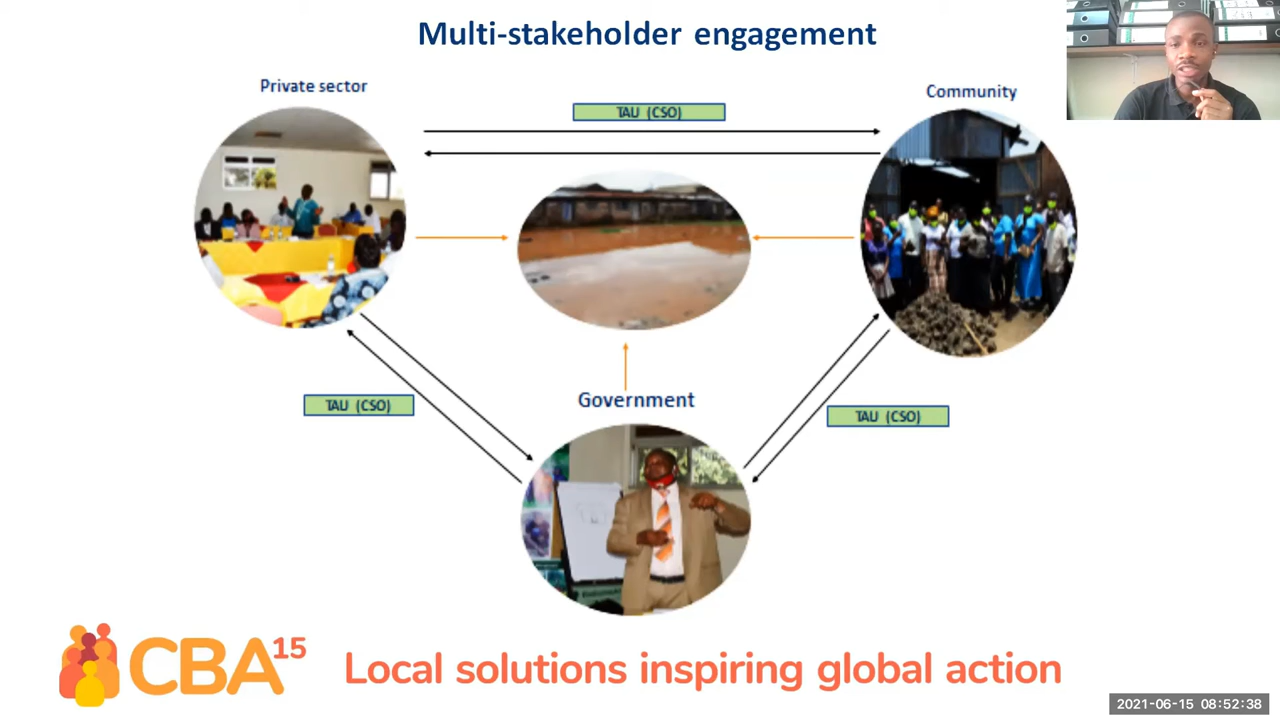 Multi-stakeholder engagement
Private sector
TAU (CSO)
Community
TAU (CSO)
Government
TAU (CSO)
CBA15
Local solutions inspiring global action
2021-06-15 08:52:38